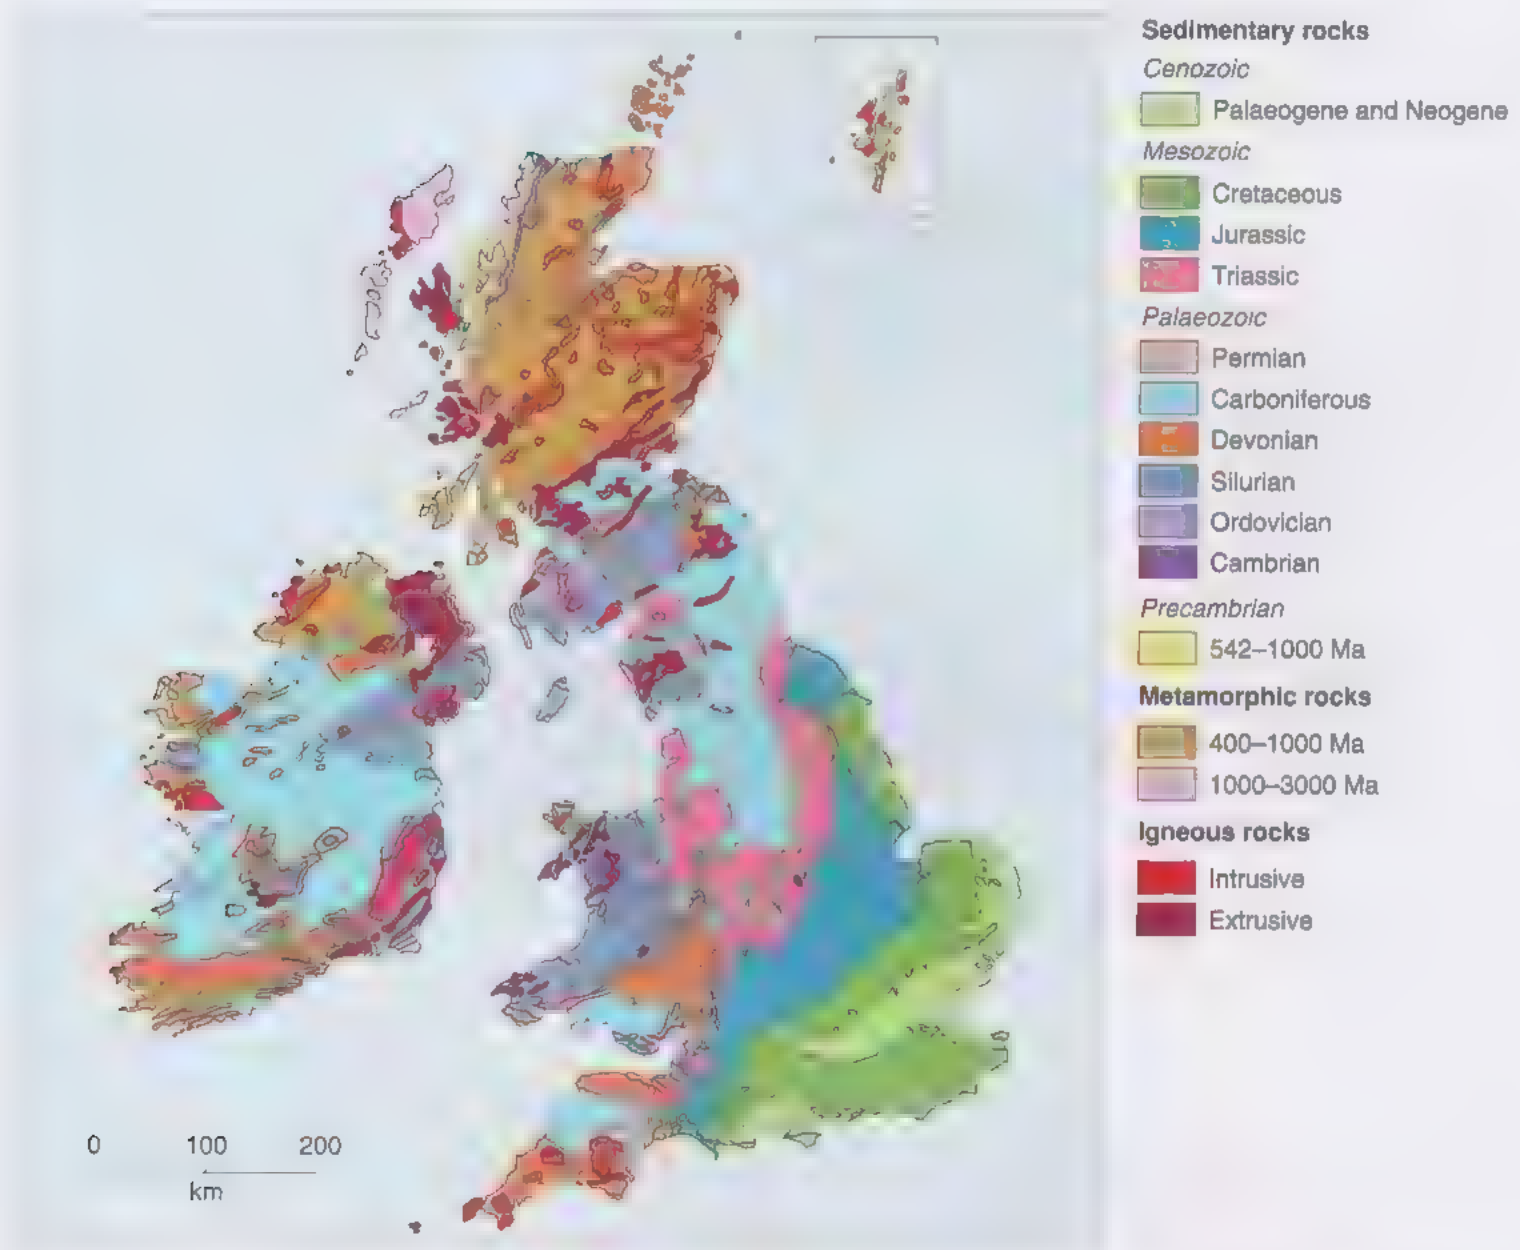 Sedimentary rocks
Cenozoic
Palaeogene and Neogene
Mesozoic
Cretaceous
Jurassic
Triassic
Palaeozoic
Permian
Carboniferous
Devonian
Silurian
Ordovician
Cambrian
Precambrian
542–1000 Ma
Metamorphic rocks
400–1000 Ma
1000–3000 Ma
Igneous rocks
Intrusive
Extrusive
0 100 200
km